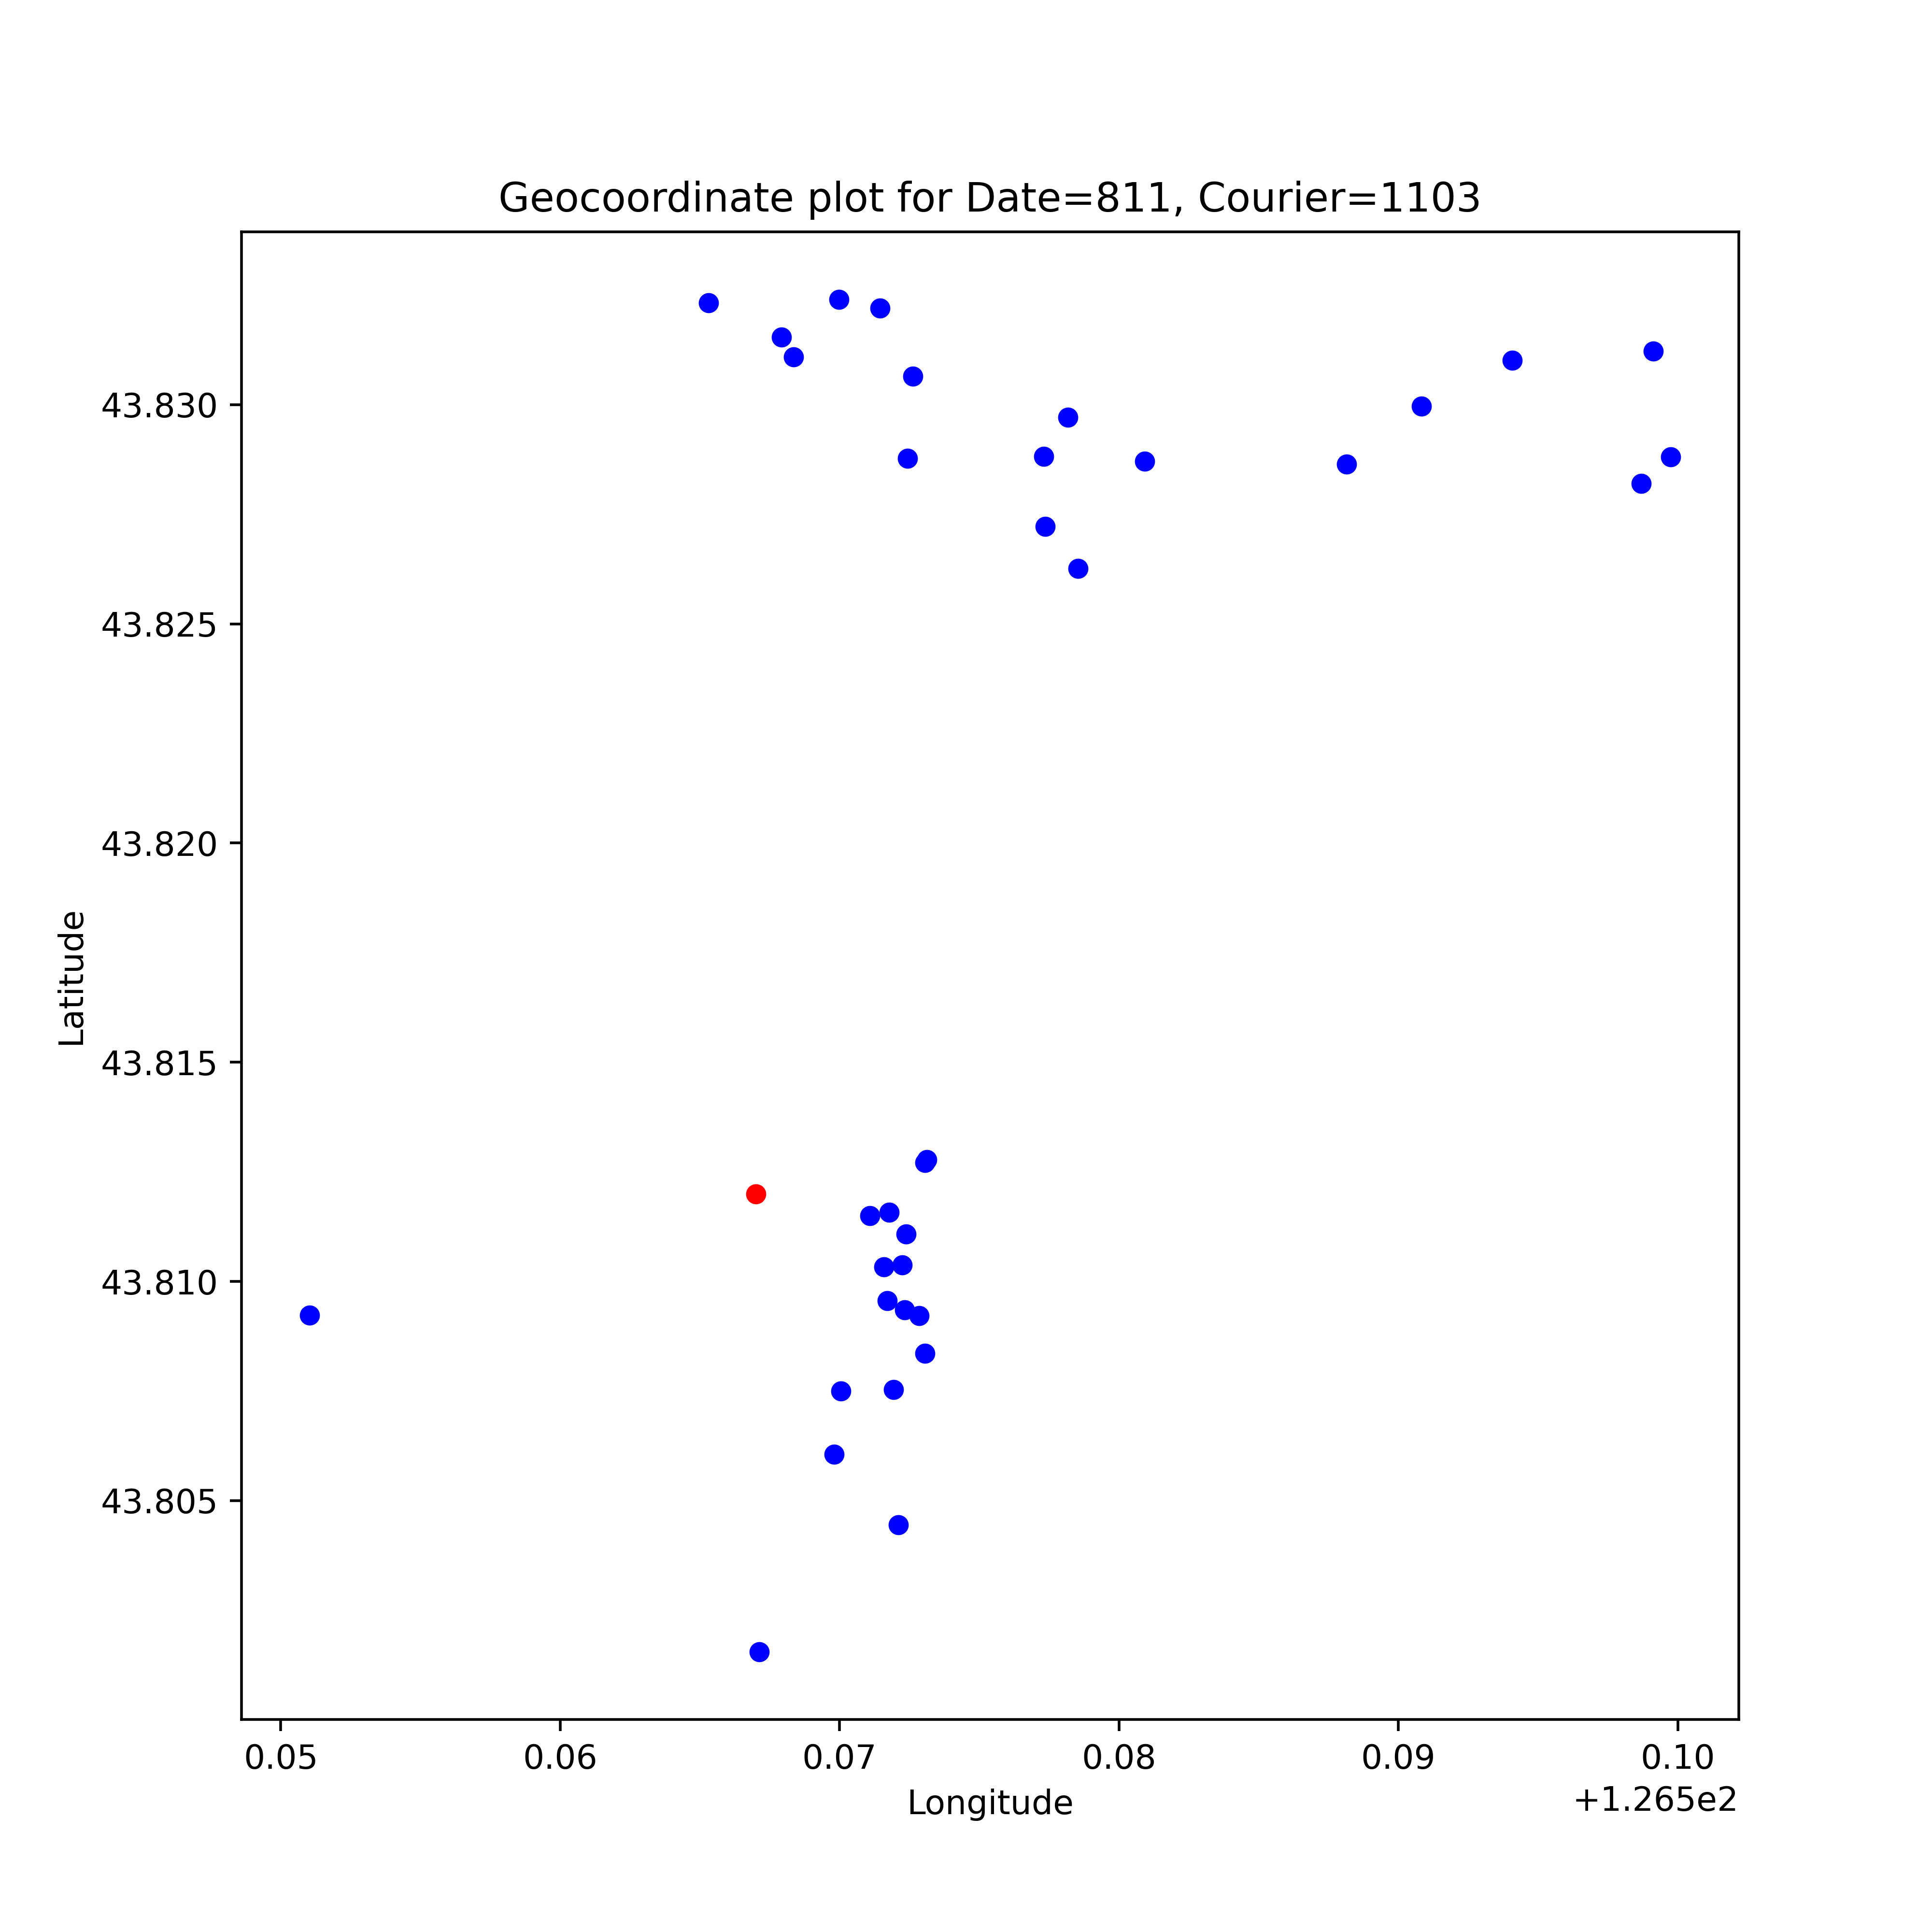 Geocoordinate plot for Date=811, Courier=1103
43.830
43.825
43.820
43.815
43.810
43.805
Latitude
0.05 0.06 0.07 0.08 0.09 0.10
Longitude
+1.265e2